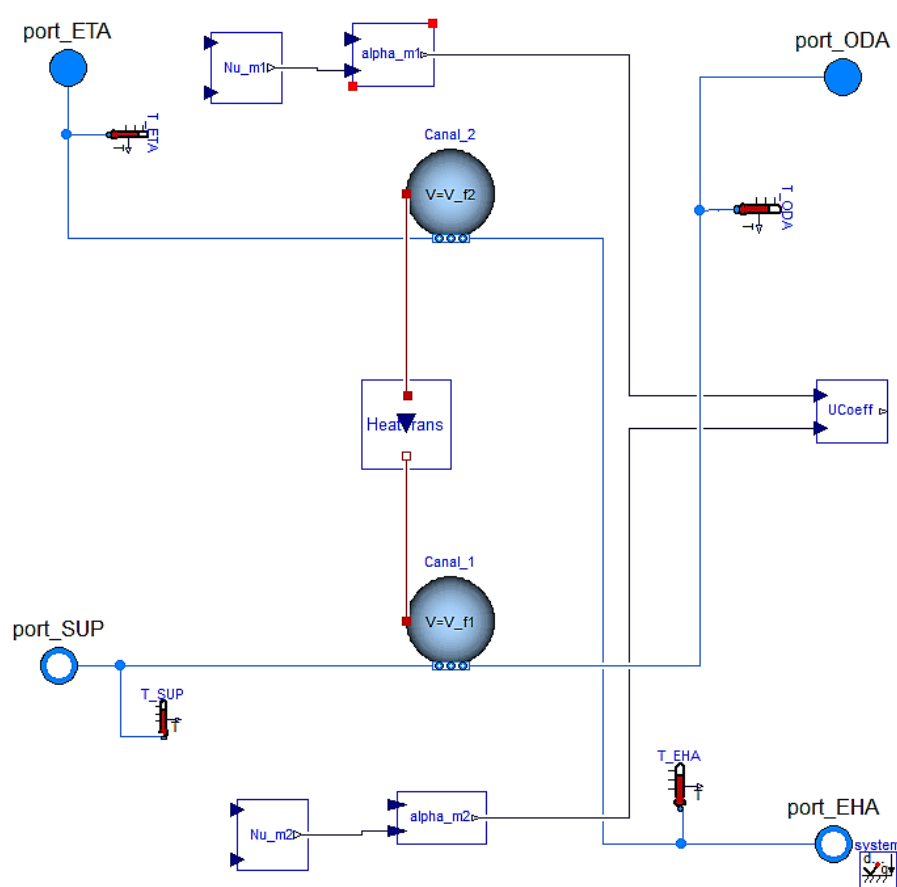 port_ETA
port_ODA
Nu_m1
alpha_m1
T_ETA
Canal_2
V=V_f2
T_ODA
T
T
UCoeff
HeatTrans
Canal_1
V=V_f1
port_SUP
T_SUP
T
T_EHA
T
port_EHA
Nu_m2
alpha_m2
system